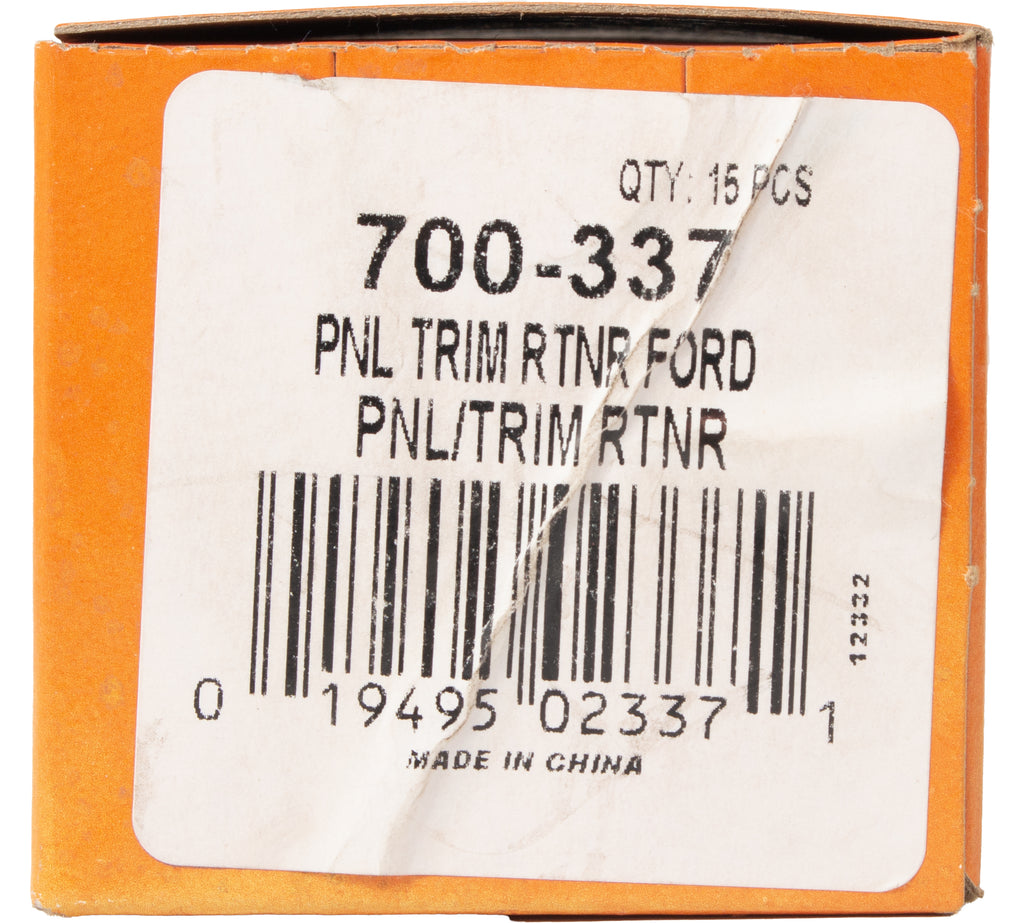 QTY: 15 PCS
700-337
PNL TRIM RTNR FORD
PNL/TRIM RTNR
12332
0 19495 02337 1
MADE IN CHINA